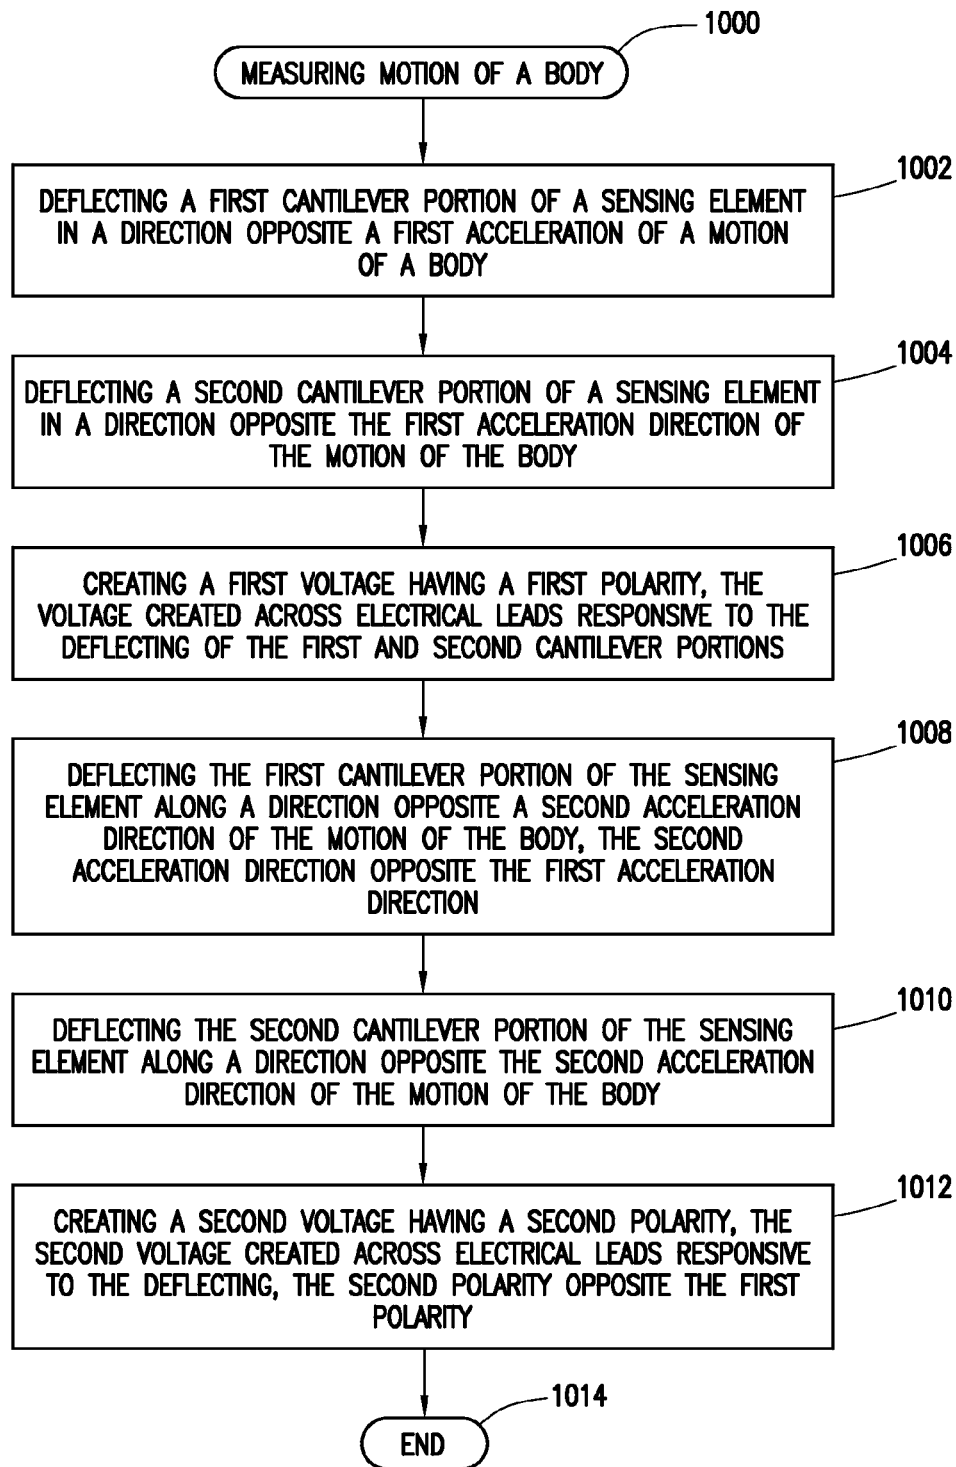 1000
MEASURING MOTION OF A BODY
1002
DEFLECTING A FIRST CANTILEVER PORTION OF A SENSING ELEMENT
IN A DIRECTION OPPOSITE A FIRST ACCELERATION OF A MOTION
OF A BODY
1004
DEFLECTING A SECOND CANTILEVER PORTION OF A SENSING ELEMENT
IN A DIRECTION OPPOSITE THE FIRST ACCELERATION DIRECTION OF
THE MOTION OF THE BODY
1006
CREATING A FIRST VOLTAGE HAVING A FIRST POLARITY, THE
VOLTAGE CREATED ACROSS ELECTRICAL LEADS RESPONSIVE TO THE
DEFLECTING OF THE FIRST AND SECOND CANTILEVER PORTIONS
1008
DEFLECTING THE FIRST CANTILEVER PORTION OF THE SENSING
ELEMENT ALONG A DIRECTION OPPOSITE A SECOND ACCELERATION
DIRECTION OF THE MOTION OF THE BODY, THE SECOND
ACCELERATION DIRECTION OPPOSITE THE FIRST ACCELERATION
DIRECTION
1010
DEFLECTING THE SECOND CANTILEVER PORTION OF THE SENSING
ELEMENT ALONG A DIRECTION OPPOSITE THE SECOND ACCELERATION
DIRECTION OF THE MOTION OF THE BODY
1012
CREATING A SECOND VOLTAGE HAVING A SECOND POLARITY, THE
SECOND VOLTAGE CREATED ACROSS ELECTRICAL LEADS RESPONSIVE
TO THE DEFLECTING, THE SECOND POLARITY OPPOSITE THE FIRST
POLARITY
1014
END